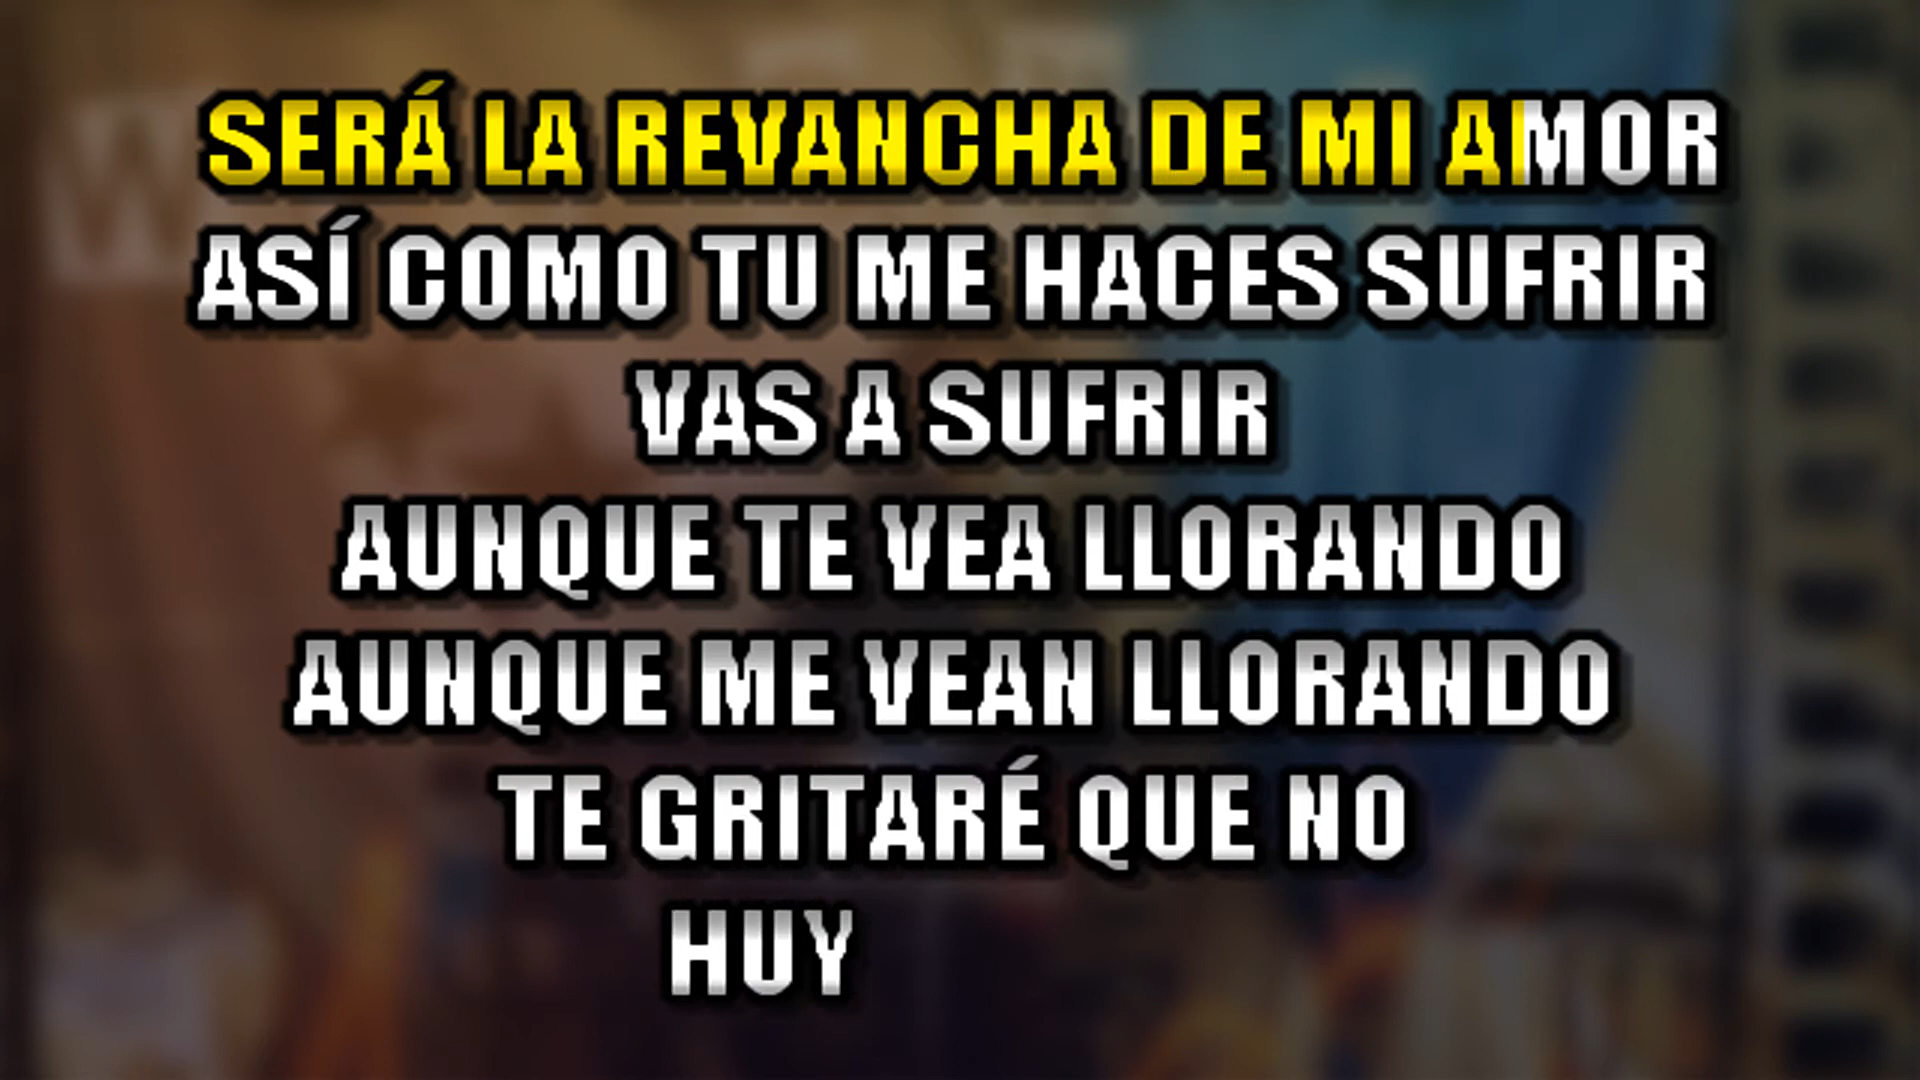 SERÁ LA REVANCHA DE MI AMOR
ASÍ COMO TU ME HACES SUFRIR
VAS A SUFRIR
AUNQUE TE VEA LLORANDO
AUNQUE ME VEAN LLORANDO
TE GRITARÉ QUE NO
HUY